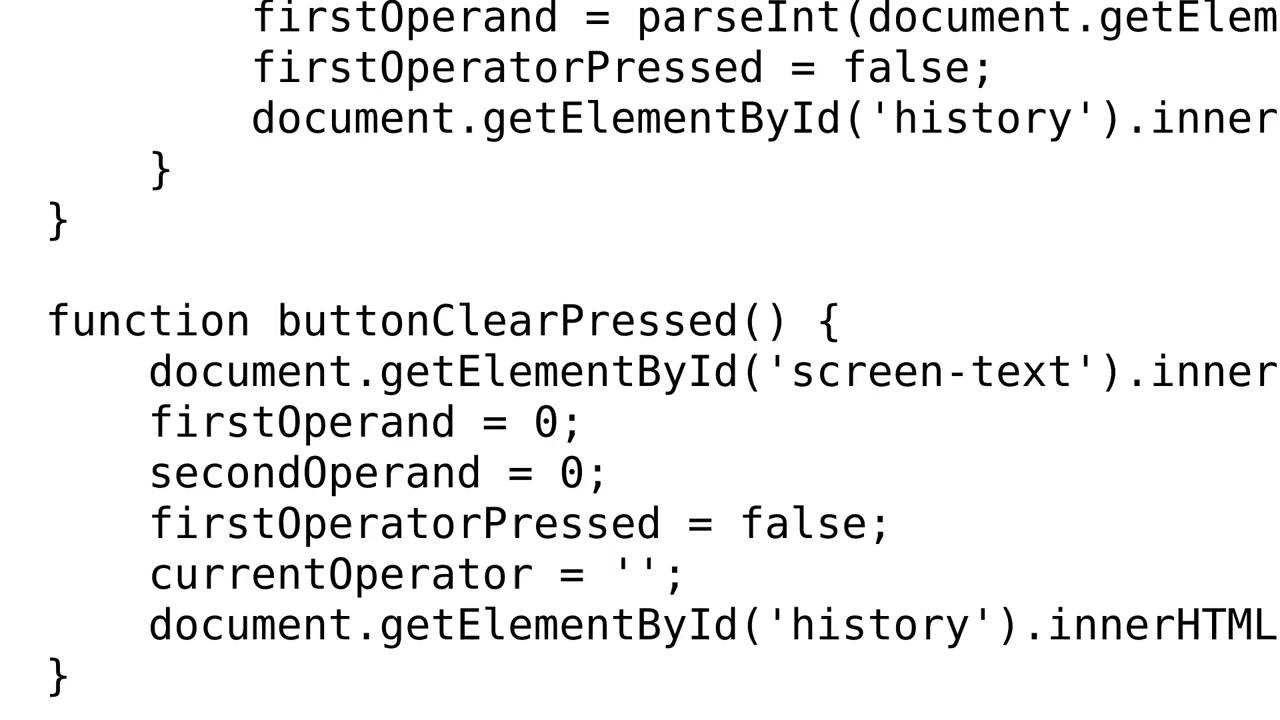 firstOperand = parseInt(document.getElem
firstOperatorPressed = false;
document.getElementById('history').inner
}
}
function buttonClearPressed() {
document.getElementById('screen-text').inner
firstOperand = 0;
secondOperand = 0;
firstOperatorPressed = false;
currentOperator = '';
document.getElementById('history').innerHTML
}